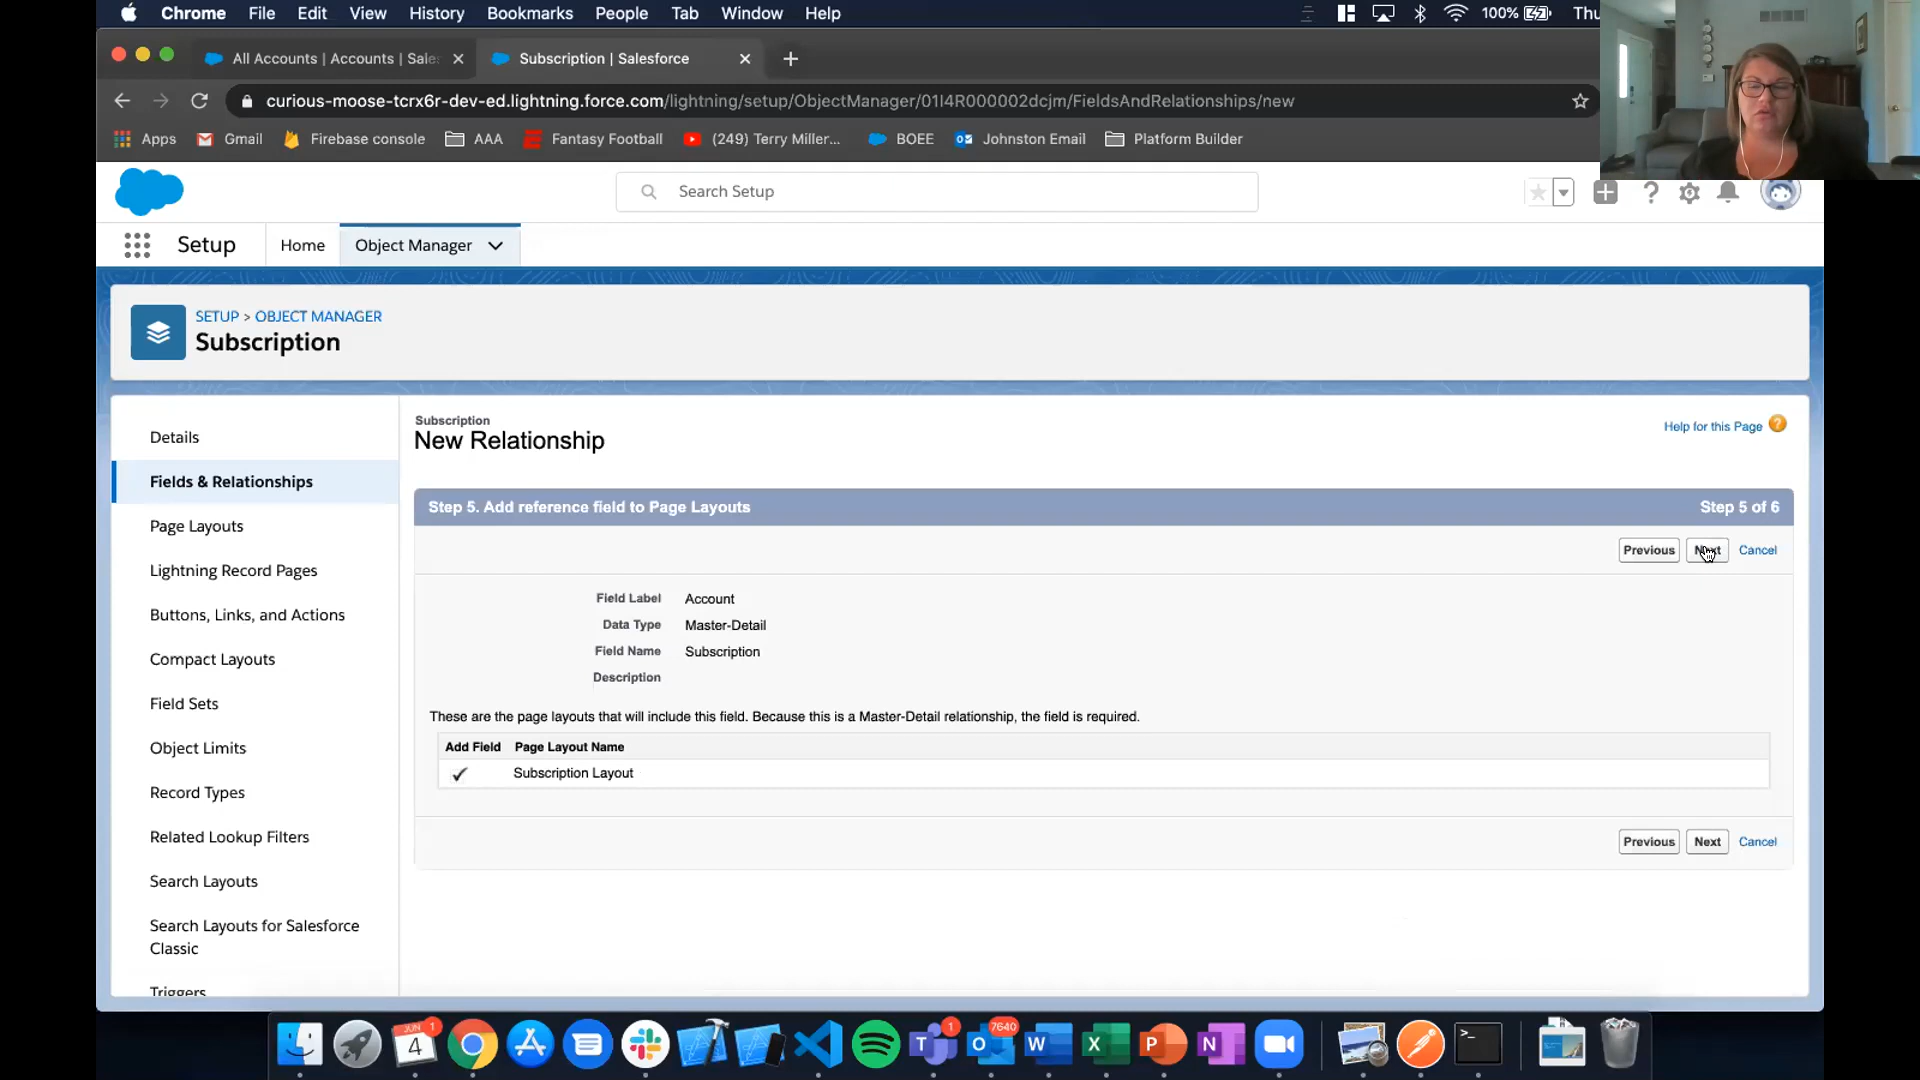 Chrome File Edit View History Bookmarks People Tab Window Help 100% Thu
All Accounts | Accounts | Sale
Subscription | Salesforce
curious-moose-tcrx6r-dev-ed.lightning.force.com/lightning/setup/ObjectManager/01I4R000002dcjm/FieldsAndRelationships/new
Apps Gmail Firebase console AAA Fantasy Football (249) Terry Miller... BOEE Johnston Email Platform Builder
Search Setup
Setup Home Object Manager
SETUP > OBJECT MANAGER
Subscription
Details
Fields & Relationships
Page Layouts
Lightning Record Pages
Buttons, Links, and Actions
Compact Layouts
Field Sets
Object Limits
Record Types
Related Lookup Filters
Search Layouts
Search Layouts for Salesforce
Classic
Triggers
Subscription
New Relationship
Help for this Page ?
Step 5. Add reference field to Page Layouts Step 5 of 6
Previous Next Cancel
Field Label Account
Data Type Master-Detail
Field Name Subscription
Description
These are the page layouts that will include this field. Because this is a Master-Detail relationship, the field is required.
Add Field Page Layout Name
Subscription Layout
Previous Next Cancel
JUN 4 1
T 1
O 7640
W
X
P
N
>_